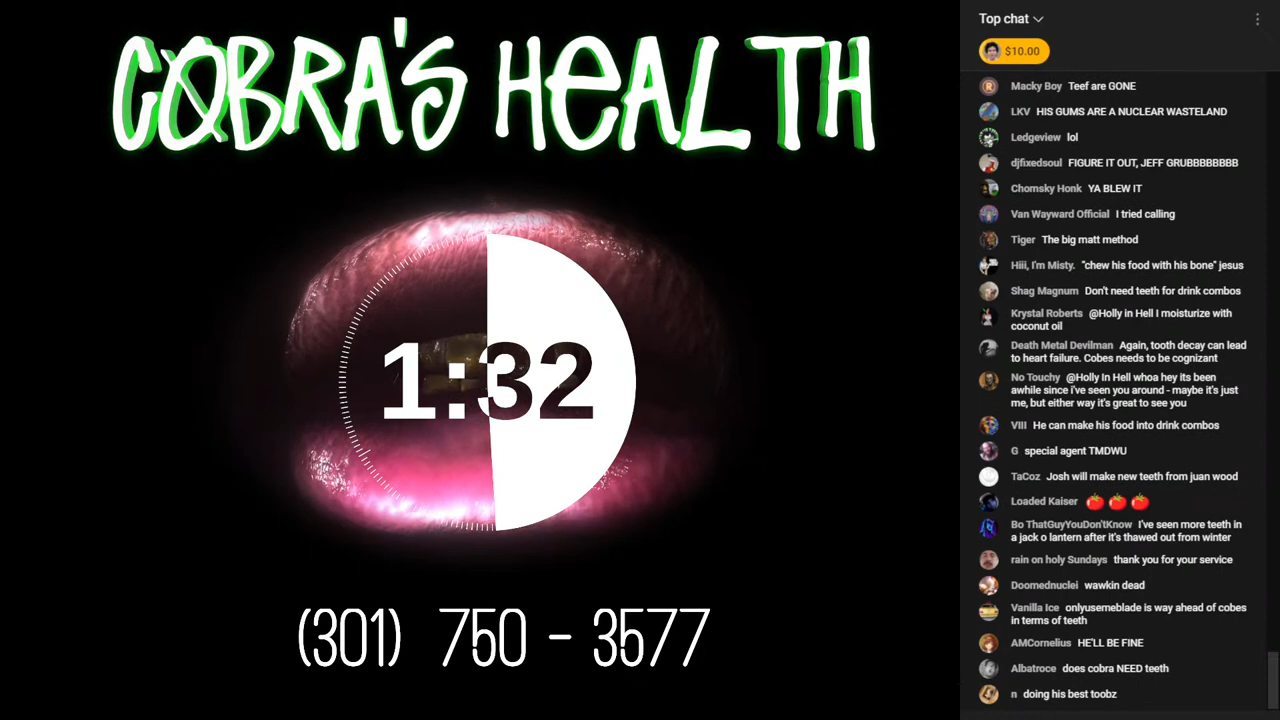 CØBRA'S HEALTH
1:32
(301) 750 - 3577
Top chat
$10.00
Macky Boy Teef are GONE
LKV HIS GUMS ARE A NUCLEAR WASTELAND
Ledgeview lol
djfixedsoul FIGURE IT OUT, JEFF GRUBBBBBBBB
Chomsky Honk YA BLEW IT
Van Wayward Official I tried calling
Tiger The big matt method
Hiii, I'm Misty. "chew his food with his bone" jesus
Shag Magnum Don't need teeth for drink combos
Krystal Roberts @Holly in Hell I moisturize with
coconut oil
Death Metal Devilman Again, tooth decay can lead
to heart failure. Cobes needs to be cognizant
No Touchy @Holly In Hell whoa hey its been
awhile since i've seen you around - maybe it's just
me, but either way it's great to see you
VIII He can make his food into drink combos
G special agent TMDWU
TaCoz Josh will make new teeth from juan wood
Loaded Kaiser
Bo ThatGuyYouDon'tKnow I've seen more teeth in
a jack o lantern after it's thawed out from winter
rain on holy Sundays thank you for your service
Doomednuclei wawkin dead
Vanilla Ice onlyusemeblade is way ahead of cobes
in terms of teeth
AMCornelius HE'LL BE FINE
Albatroce does cobra NEED teeth
n doing his best toobz